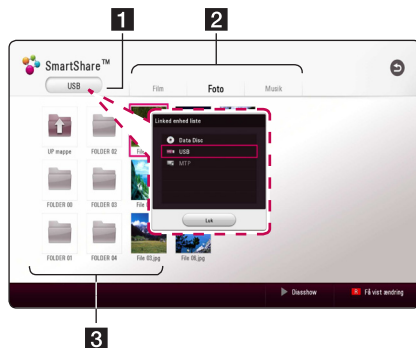 1
2
SmartShare™
USB
Film
Foto
Musik
Linked enhed liste
Data Disc
USB
MTP
Luk
UP mappe
FOLDER 02
FOLDER 00
FOLDER 03
FOLDER 01
FOLDER 04
File 03.jpg
File 06.jpg
Diasshow
R
Få vist ændring
3